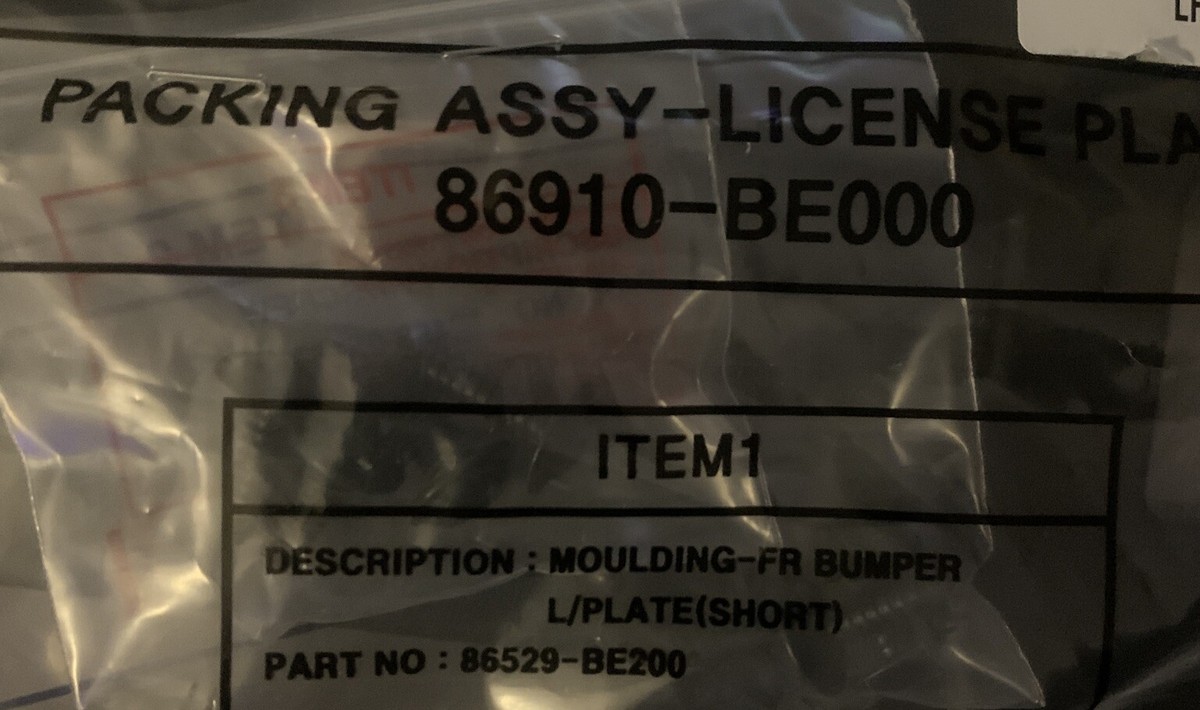 PACKING ASSY-LICENSE PLA
86910-BE000
ITEM1
DESCRIPTION : MOULDING-FR BUMPER
L/PLATE(SHORT)
PART NO : 86529-BE200